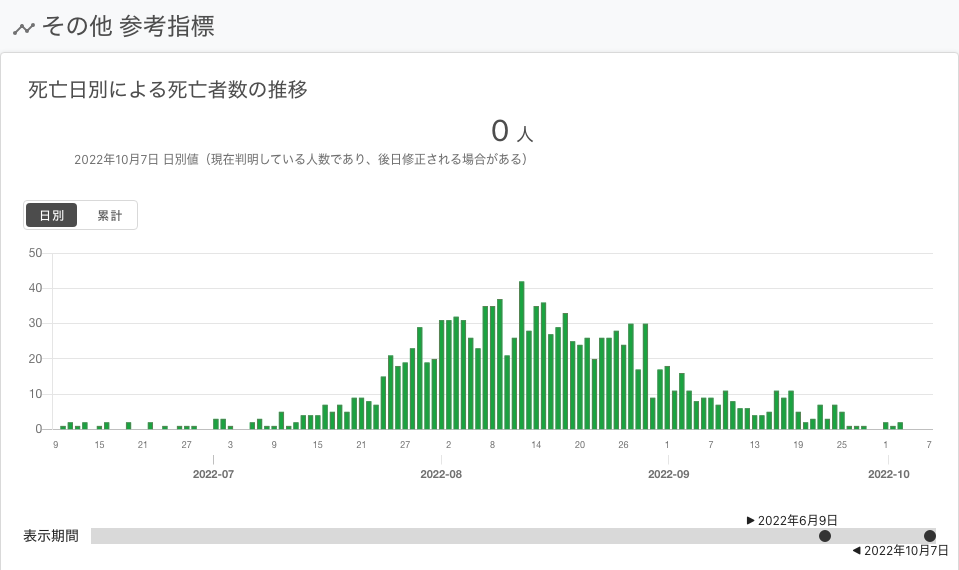 その他 参考指標
死亡日別による死亡者数の推移
0 人
2022年10月7日 日別値（現在判明している人数であり、後日修正される場合がある）
日別 累計
50
40
30
20
10
0
9 15 21 27 3 9 15 21 27 2 8 14 20 26 1 7 13 19 25 1 7
2022-07 2022-08 2022-09 2022-10
▶ 2022年6月9日
表示期間
◀ 2022年10月7日